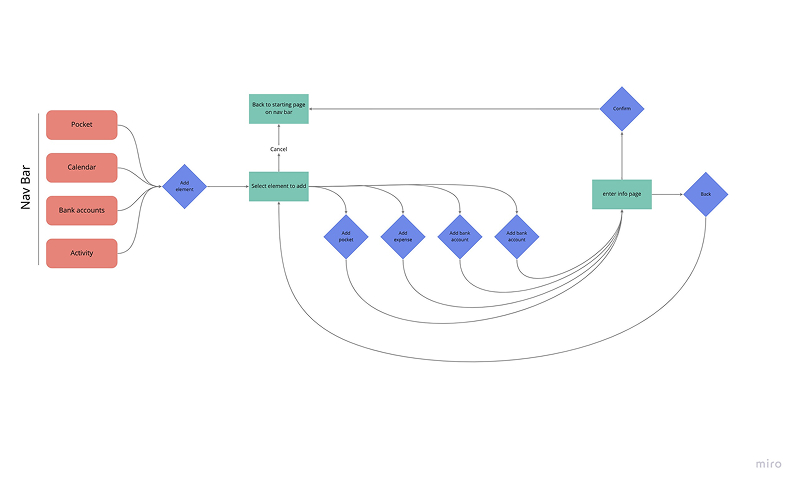 Nav Bar
Pocket
Calendar
Bank accounts
Activity
Add
element
Back to starting page
on nav bar
Cancel
Select element to add
Add
pocket
Add
expense
Add bank
account
Add bank
account
Confirm
enter info page
Back
miro